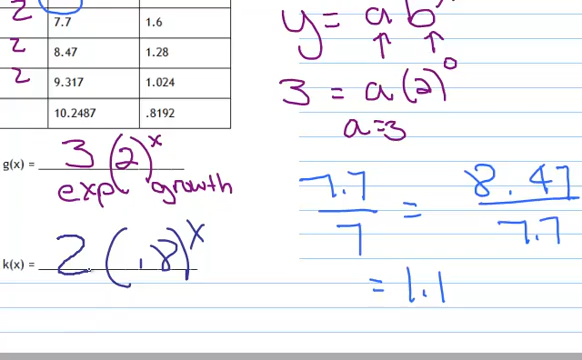 2 7.7 1.6
2 8.47 1.28
2 9.317 1.024
10.2487 .8192
g(x) = 3(2)^x
exp growth
k(x) = 2(.8)^x
y = a b
3 = a(2)^0
a=3
7.7/7 = 8.47/7.7
= 1.1